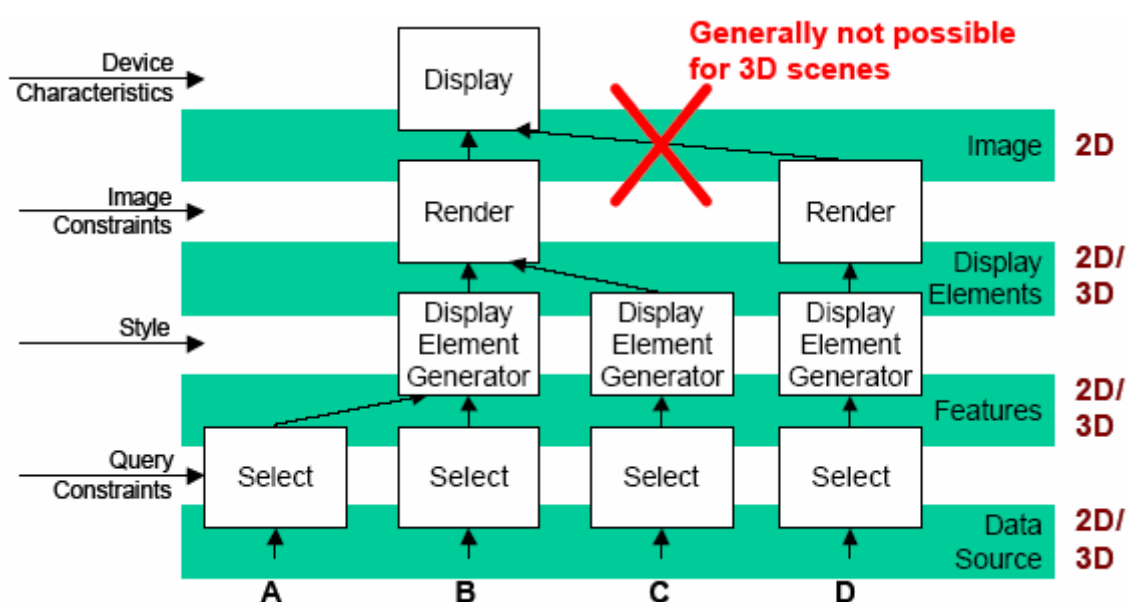 Generally not possible
for 3D scenes
Device
Characteristics
Display
Image
2D
Image
Constraints
Render
Render
Display
Elements
2D/
3D
Style
Display
Element
Generator
Display
Element
Generator
Display
Element
Generator
Features
2D/
3D
Query
Constraints
Select
Select
Select
Select
Data
Source
2D/
3D
A
B
C
D